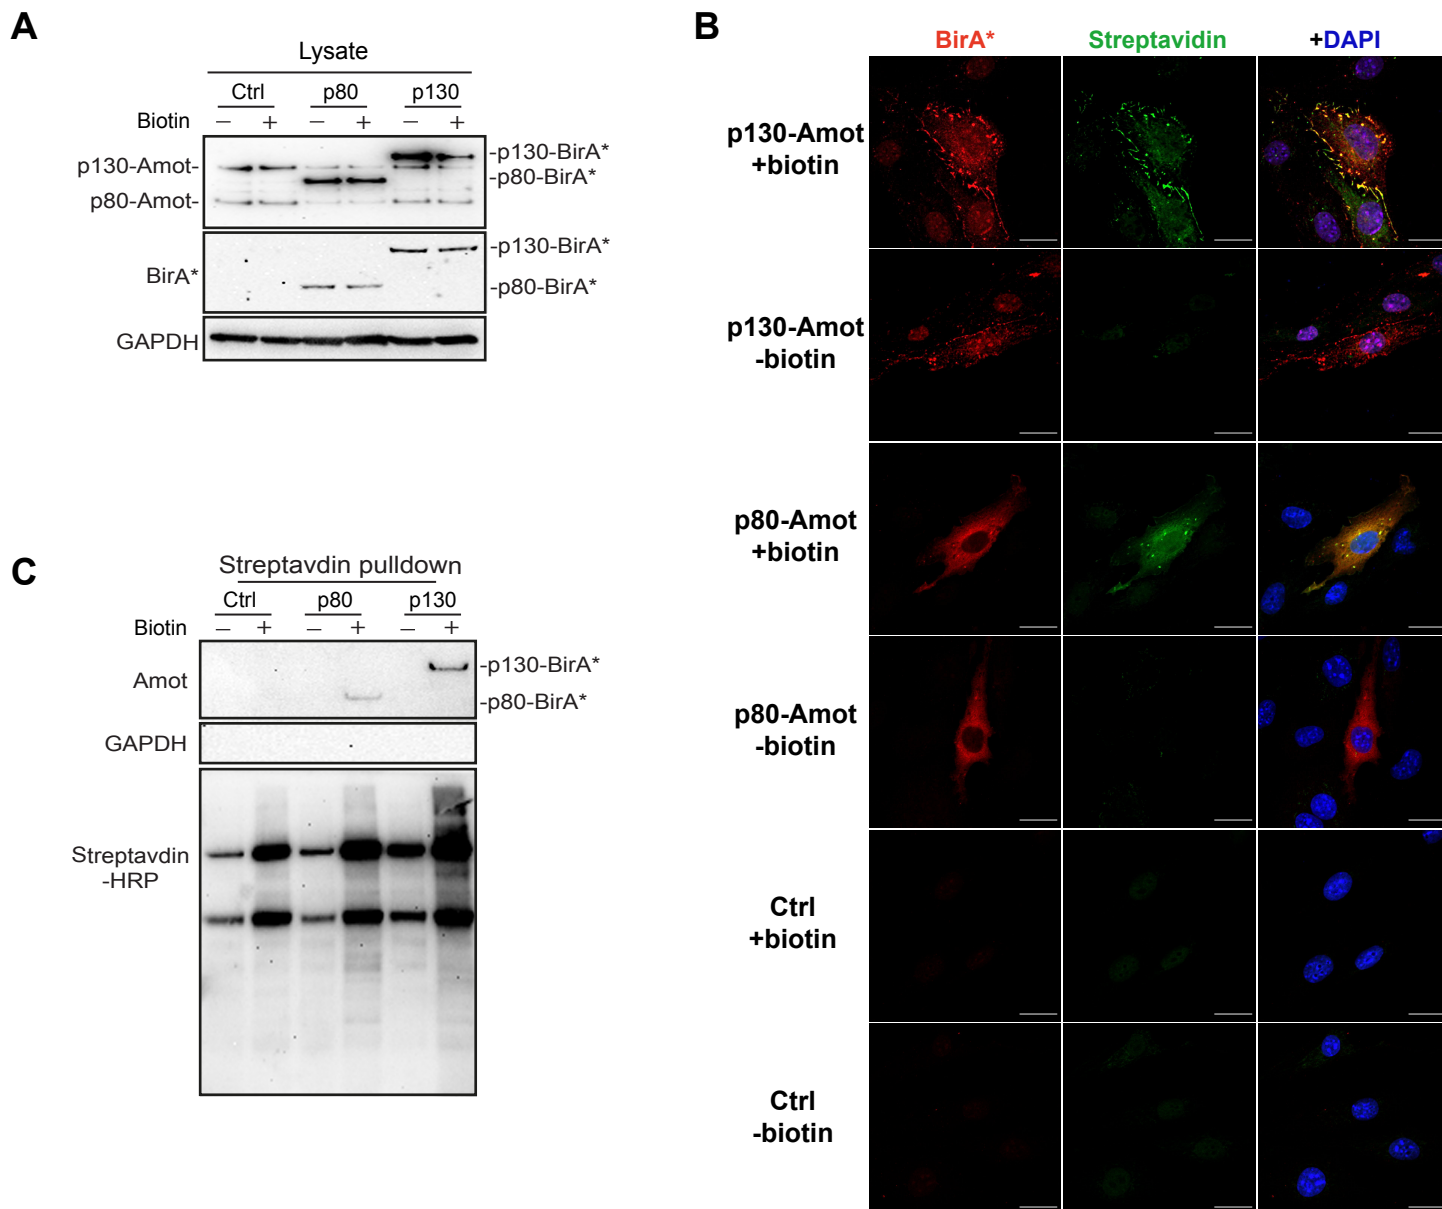 A
Lysate
Ctrl p80 p130
Biotin − + − + − +
p130-Amot-
p80-Amot-
-p130-BirA*
-p80-BirA*
BirA*
-p130-BirA*
-p80-BirA*
GAPDH
B
BirA* Streptavidin +DAPI
p130-Amot
+biotin
p130-Amot
-biotin
p80-Amot
+biotin
p80-Amot
-biotin
Ctrl
+biotin
Ctrl
-biotin
C
Streptavdin pulldown
Ctrl p80 p130
Biotin − + − + − +
Amot
-p130-BirA*
-p80-BirA*
GAPDH
Streptavdin
-HRP